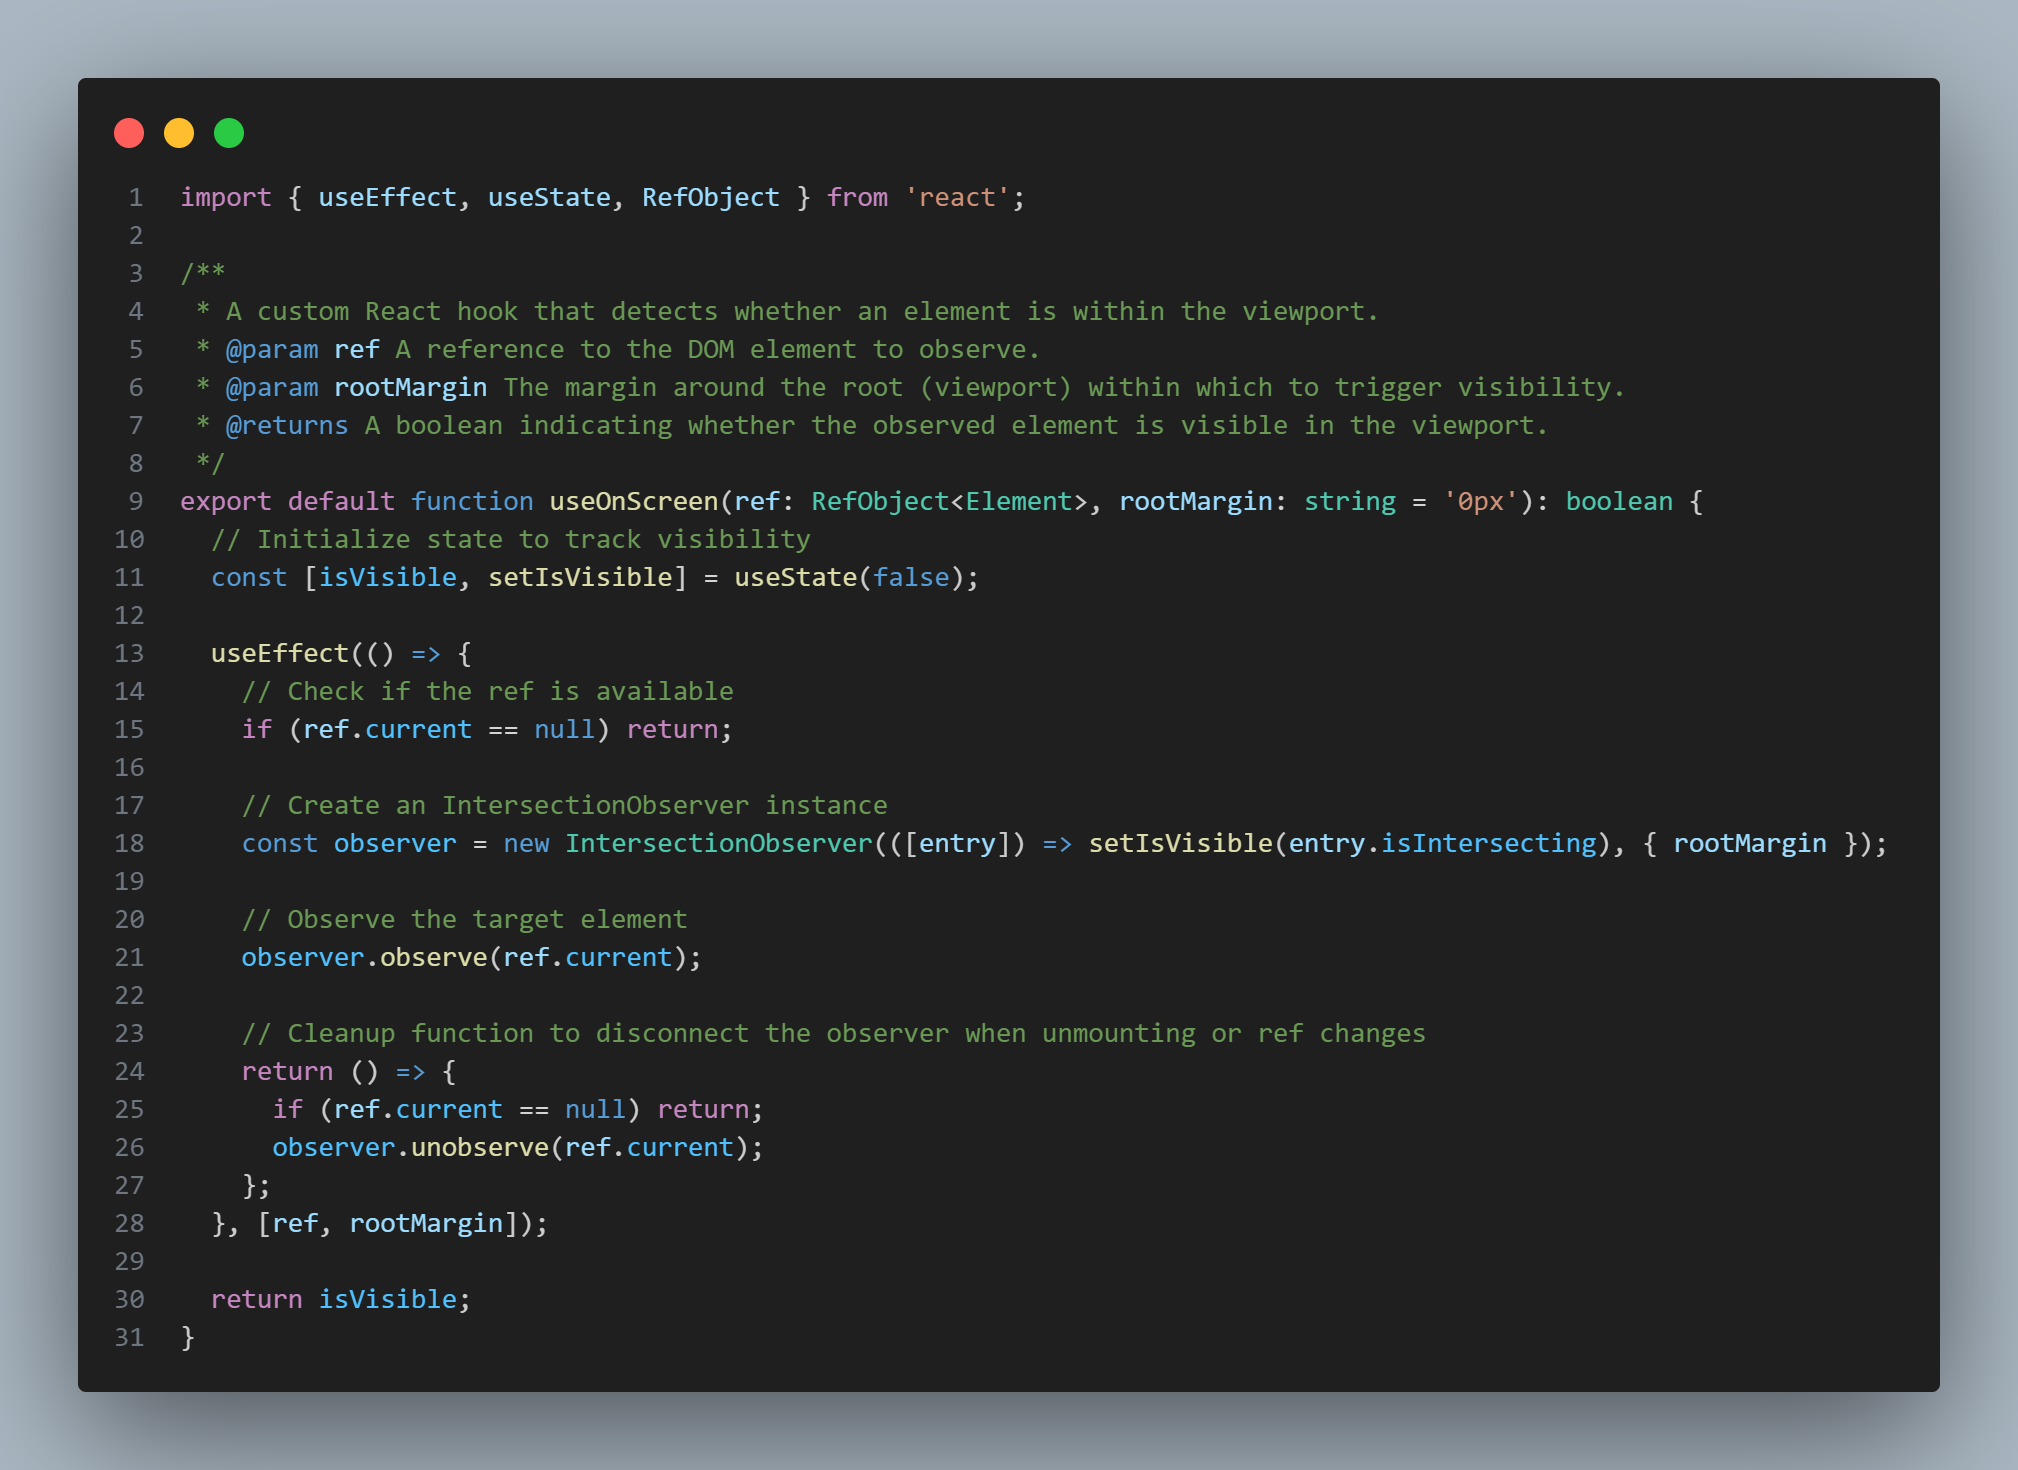 1 import { useEffect, useState, RefObject } from 'react';
2
3 /**
4  * A custom React hook that detects whether an element is within the viewport.
5  * @param ref A reference to the DOM element to observe.
6  * @param rootMargin The margin around the root (viewport) within which to trigger visibility.
7  * @returns A boolean indicating whether the observed element is visible in the viewport.
8  */
9 export default function useOnScreen(ref: RefObject<Element>, rootMargin: string = '0px'): boolean {
10   // Initialize state to track visibility
11   const [isVisible, setIsVisible] = useState(false);
12
13   useEffect(() => {
14     // Check if the ref is available
15     if (ref.current == null) return;
16
17     // Create an IntersectionObserver instance
18     const observer = new IntersectionObserver(([entry]) => setIsVisible(entry.isIntersecting), { rootMargin });
19
20     // Observe the target element
21     observer.observe(ref.current);
22
23     // Cleanup function to disconnect the observer when unmounting or ref changes
24     return () => {
25       if (ref.current == null) return;
26       observer.unobserve(ref.current);
27     };
28   }, [ref, rootMargin]);
29
30   return isVisible;
31 }